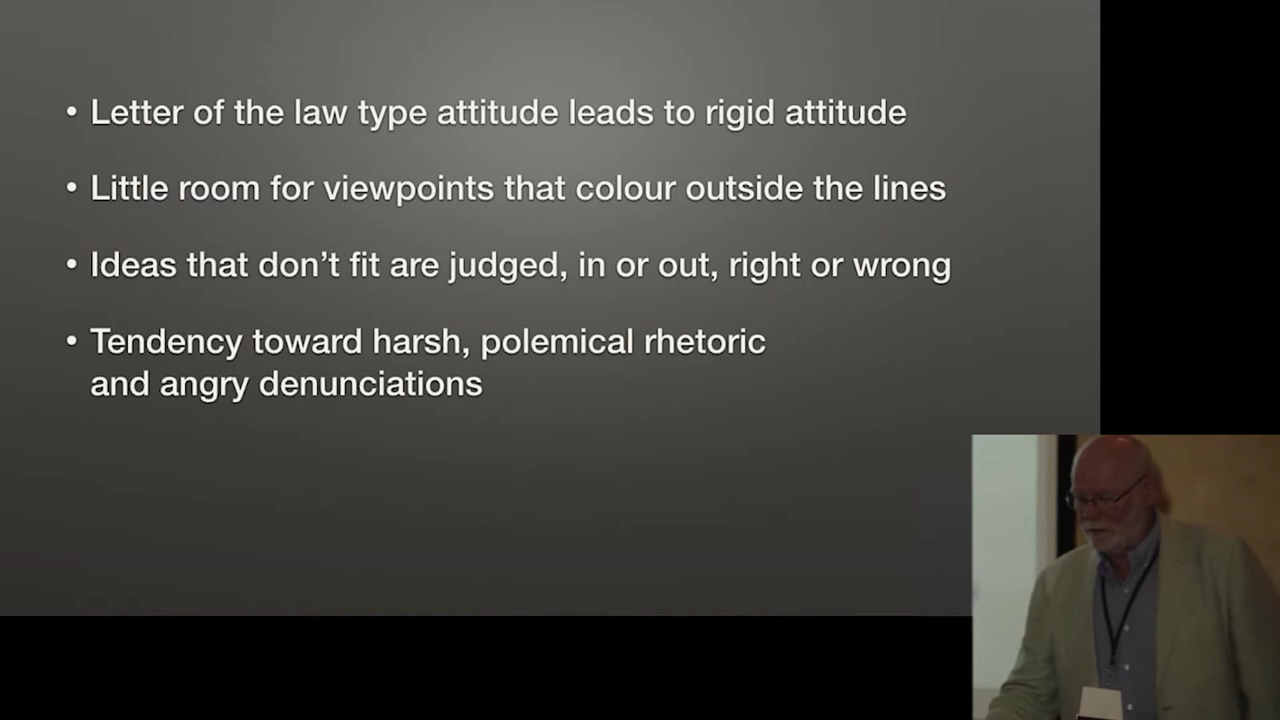 • Letter of the law type attitude leads to rigid attitude
• Little room for viewpoints that colour outside the lines
• Ideas that don’t fit are judged, in or out, right or wrong
• Tendency toward harsh, polemical rhetoric
and angry denunciations